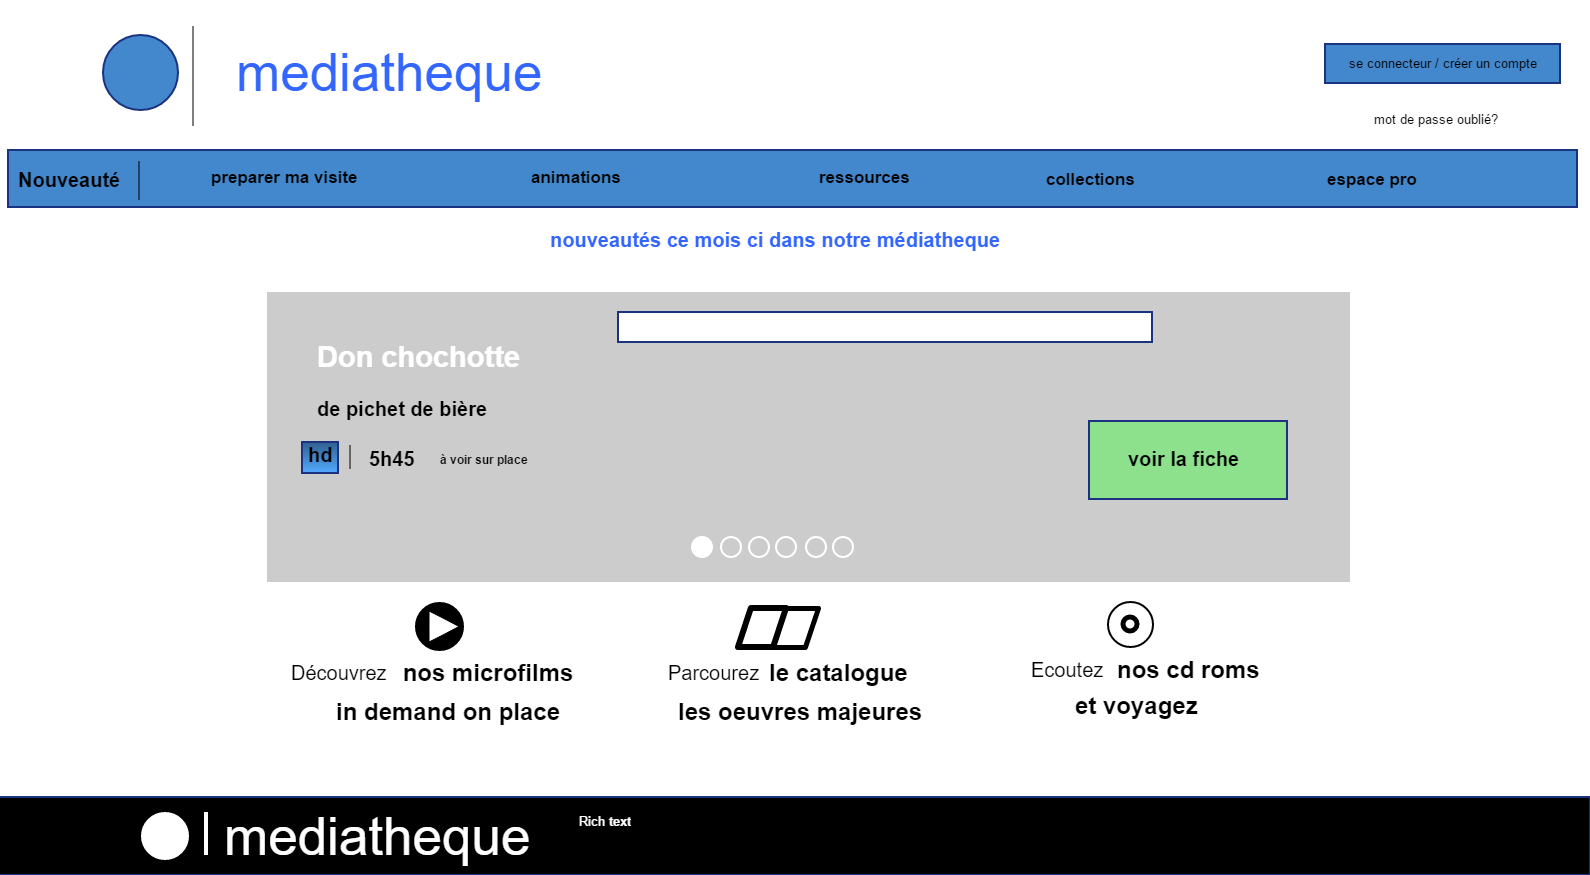 mediatheque
se connecteur / créer un compte
mot de passe oublié?
Nouveauté
preparer ma visite
animations
ressources
collections
espace pro
nouveautés ce mois ci dans notre médiatheque
Don chochotte
de pichet de bière
hd
5h45
à voir sur place
voir la fiche
Découvrez nos microfilms
in demand on place
Parcourez le catalogue
les oeuvres majeures
Ecoutez nos cd roms
et voyagez
mediatheque
Rich text